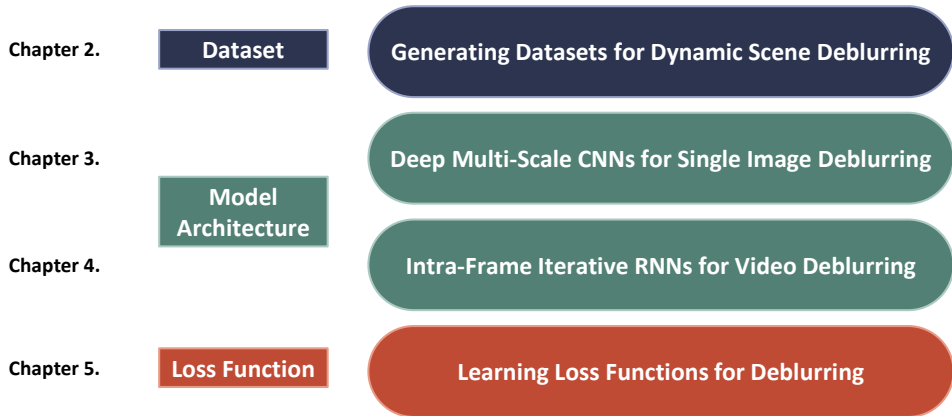 Chapter 2.
Dataset
Generating Datasets for Dynamic Scene Deblurring
Chapter 3.
Deep Multi-Scale CNNs for Single Image Deblurring
Model
Architecture
Chapter 4.
Intra-Frame Iterative RNNs for Video Deblurring
Chapter 5.
Loss Function
Learning Loss Functions for Deblurring